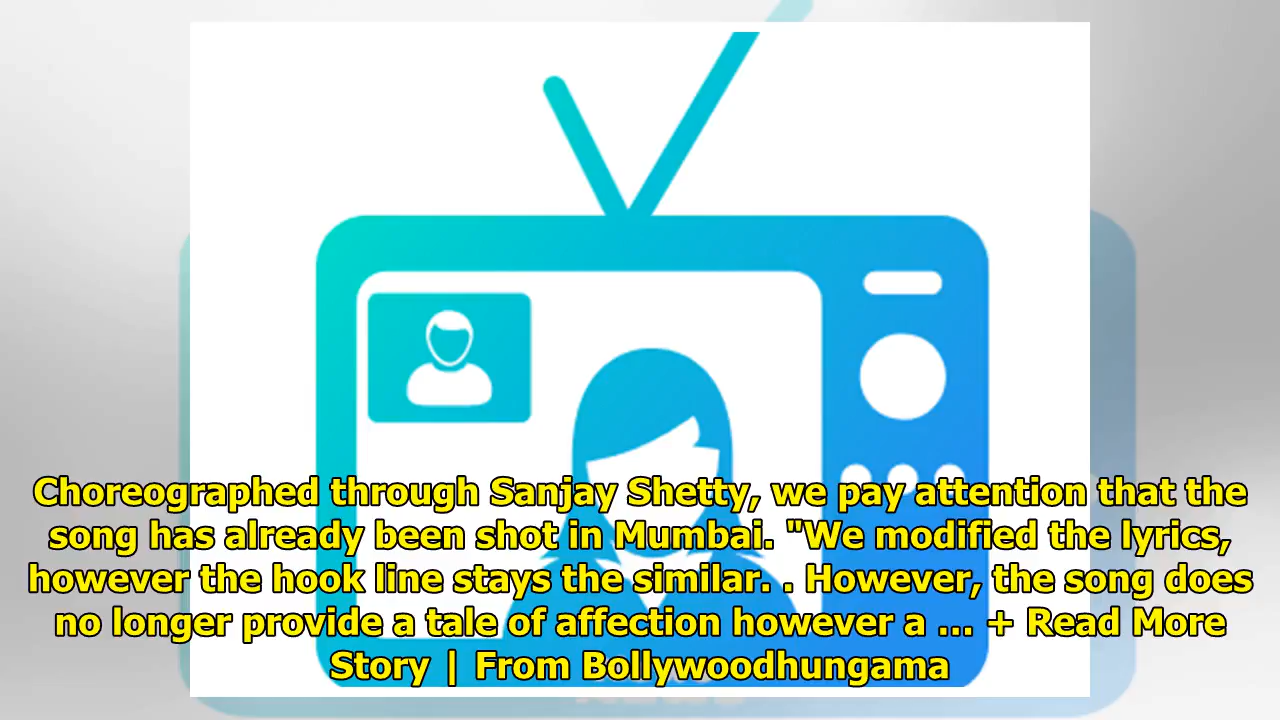 Choreographed through Sanjay Shetty, we pay attention that the
song has already been shot in Mumbai. "We modified the lyrics,
however the hook line stays the similar. . However, the song does
no longer provide a tale of affection however a ... + Read More
Story | From Bollywoodhungama